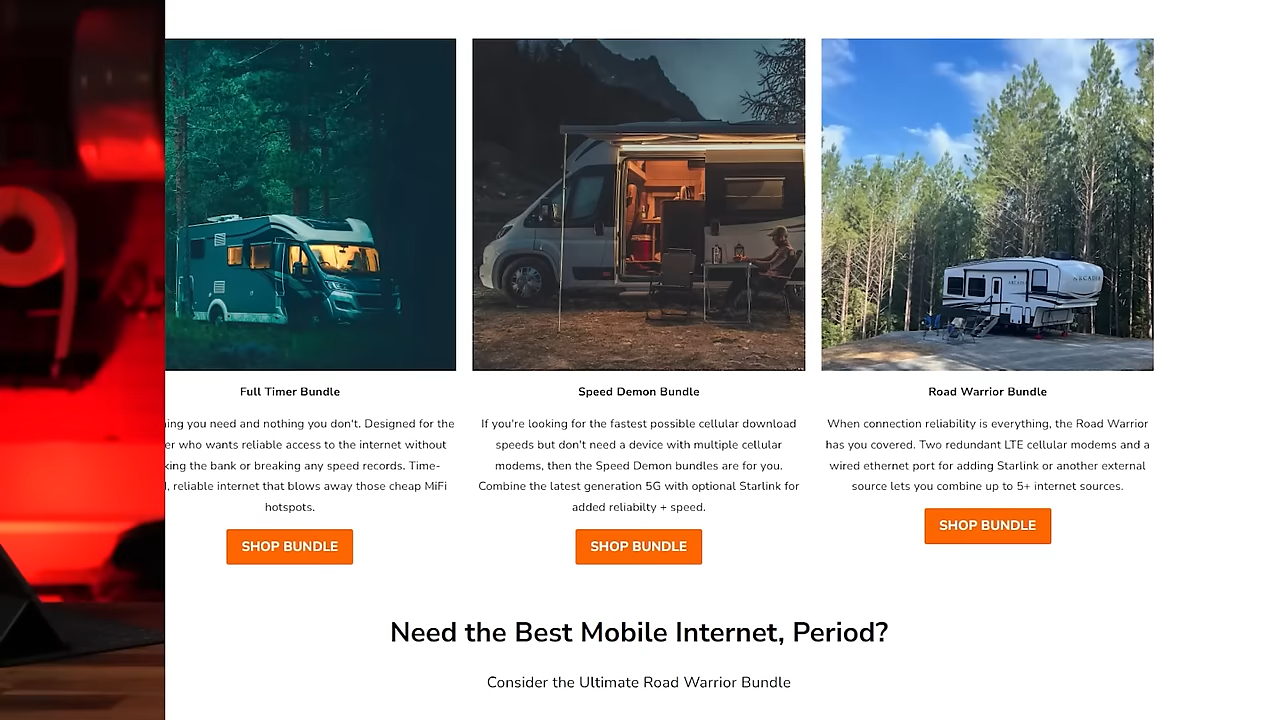 Full Timer Bundle
you need and nothing you don't. Designed for the
who wants reliable access to the internet without
the bank or breaking any speed records. Time-
reliable internet that blows away those cheap MiFi
hotspots.
SHOP BUNDLE
Speed Demon Bundle
If you're looking for the fastest possible cellular download
speeds but don't need a device with multiple cellular
modems, then the Speed Demon bundles are for you.
Combine the latest generation 5G with optional Starlink for
added reliabilty + speed.
SHOP BUNDLE
Road Warrior Bundle
When connection reliability is everything, the Road Warrior
has you covered. Two redundant LTE cellular modems and a
wired ethernet port for adding Starlink or another external
source lets you combine up to 5+ internet sources.
SHOP BUNDLE
Need the Best Mobile Internet, Period?
Consider the Ultimate Road Warrior Bundle